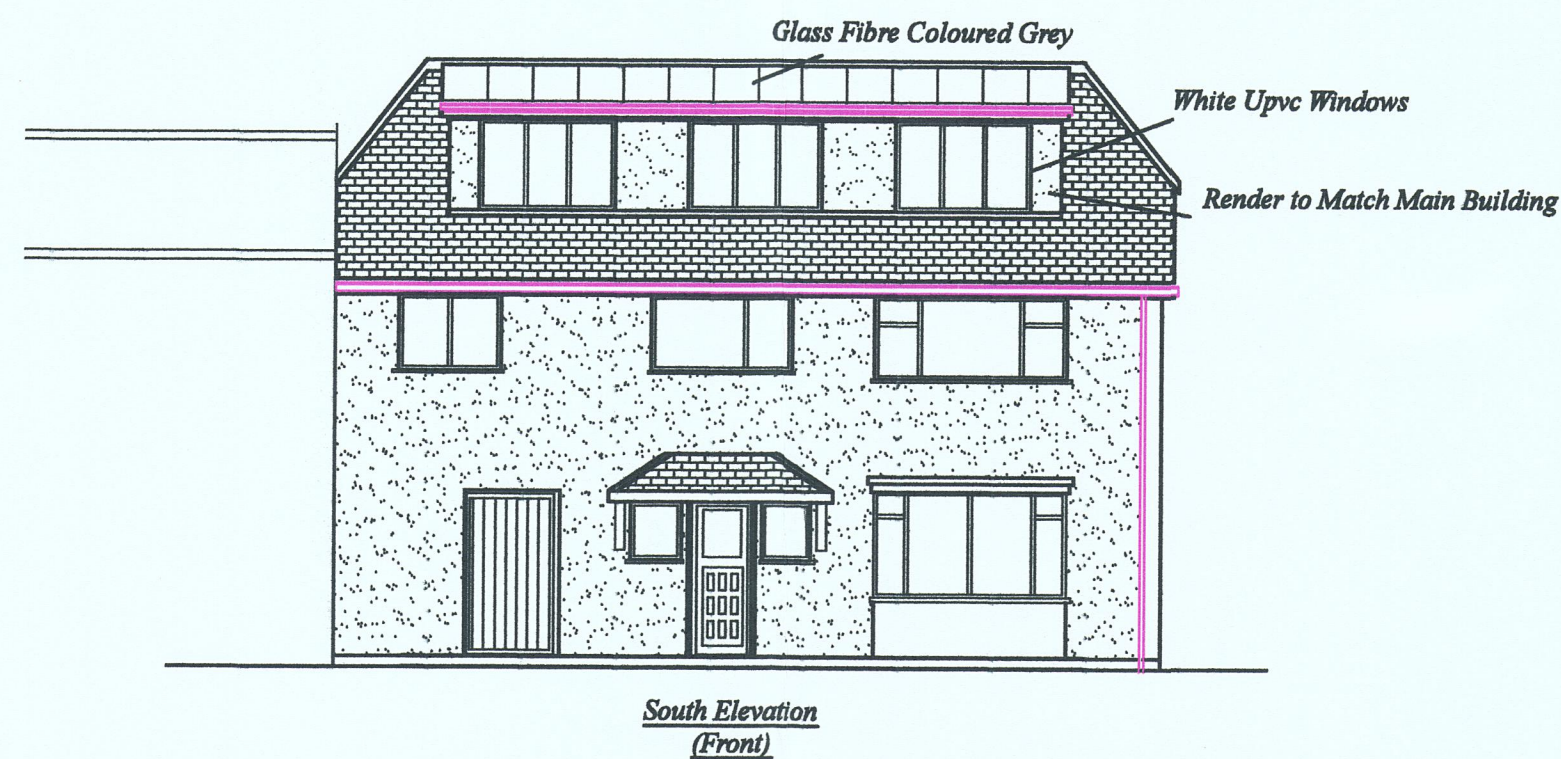 Glass Fibre Coloured Grey
White Upvc Windows
Render to Match Main Building
South Elevation
(Front)